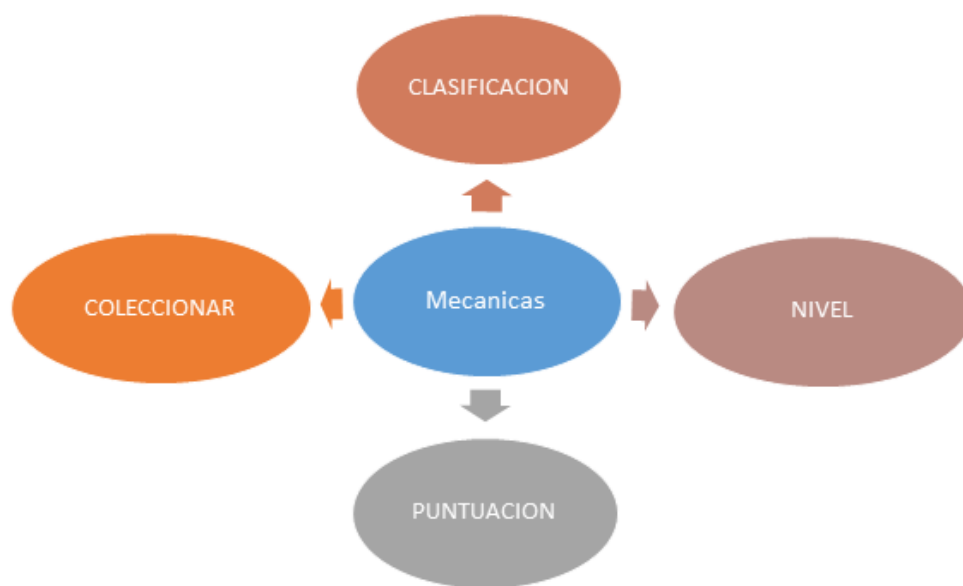 CLASIFICACION
COLECCIONAR
Mecanicas
NIVEL
PUNTUACION